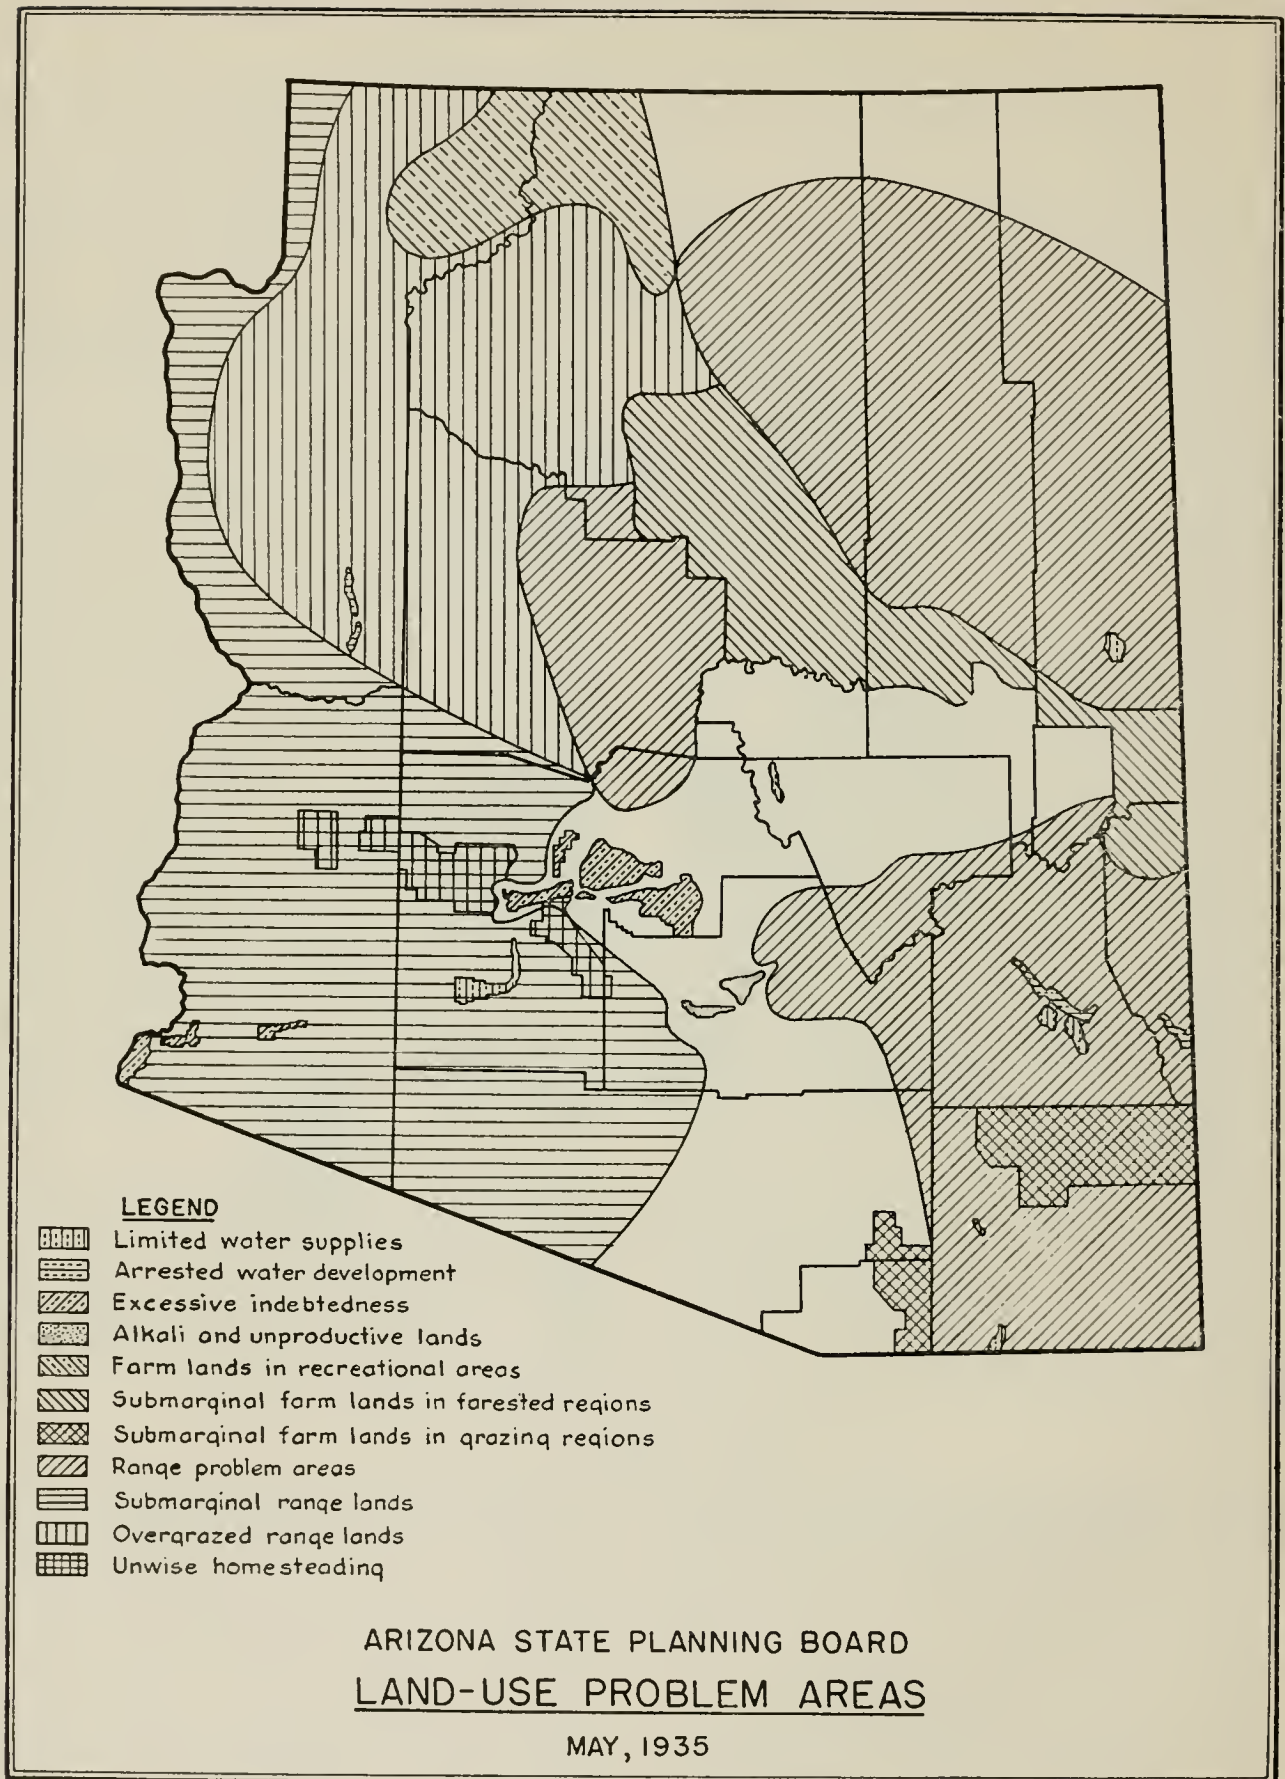 LEGEND
Limited water supplies
Arrested water development
Excessive indebtedness
Alkali and unproductive lands
Farm lands in recreational areas
Submarginal farm lands in forested regions
Submarginal farm lands in grazing regions
Range problem areas
Submarginal range lands
Overgrazed range lands
Unwise homesteading
ARIZONA STATE PLANNING BOARD
LAND-USE PROBLEM AREAS
MAY, 1935